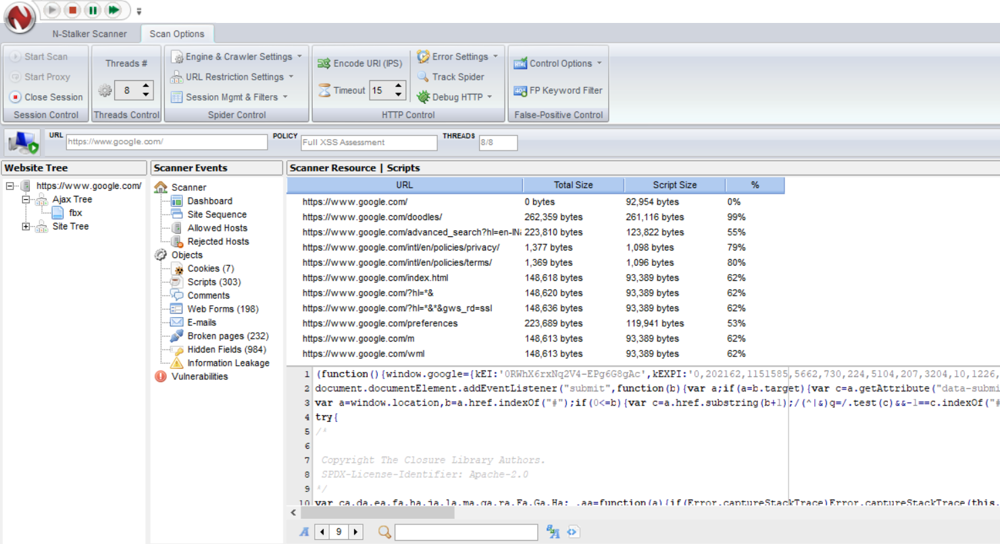 N-Stalker Scanner Scan Options
Start Scan
Start Proxy
Close Session
Session Control
Threads #
8
Threads Control
Engine & Crawler Settings
URL Restriction Settings
Session Mgmt & Filters
Spider Control
Encode URI (IPS)
Timeout 15
Error Settings
Track Spider
Debug HTTP
HTTP Control
Control Options
FP Keyword Filter
False-Positive Control
URL https://www.google.com/ POLICY Full XSS Assessment THREADS 8/8
Website Tree
https://www.google.com/
Ajax Tree
fbx
Site Tree
Scanner Events
Scanner
Dashboard
Site Sequence
Allowed Hosts
Rejected Hosts
Objects
Cookies (7)
Scripts (303)
Comments
Web Forms (198)
E-mails
Broken pages (232)
Hidden Fields (984)
Information Leakage
Vulnerabilities
Scanner Resource | Scripts
URL Total Size Script Size %
https://www.google.com/ 0 bytes 92,954 bytes 0%
https://www.google.com/doodles/ 262,359 bytes 261,116 bytes 99%
https://www.google.com/advanced_search?hl=en-IN& 223,810 bytes 123,822 bytes 55%
https://www.google.com/intl/en/policies/privacy/ 1,377 bytes 1,098 bytes 79%
https://www.google.com/intl/en/policies/terms/ 1,369 bytes 1,096 bytes 80%
https://www.google.com/index.html 148,618 bytes 93,389 bytes 62%
https://www.google.com/?hl=*& 148,620 bytes 93,389 bytes 62%
https://www.google.com/?hl=*&*&gws_rd=ssl 148,636 bytes 93,389 bytes 62%
https://www.google.com/preferences 223,689 bytes 119,941 bytes 53%
https://www.google.com/m 148,613 bytes 93,389 bytes 62%
https://www.google.com/wml 148,613 bytes 93,389 bytes 62%
1 (function(){window.google={kEI:'0RWhX6rxNq2V4-EPg6G8gAc',kEXPI:'0,202162,1151585,5662,730,224,5104,207,3204,10,1226,
2 document.documentElement.addEventListener("submit",function(b){var a;if(a=b.target){var c=a.getAttribute("data-submi
3 var a=window.location,b=a.href.indexOf("#");if(0<=b){var c=a.href.substring(b+1);/(^|&)q=/.test(c)&&-1==c.indexOf("#
4 try{
5 /*
6
7 Copyright The Closure Library Authors.
8 SPDX-License-Identifier: Apache-2.0
9 */
10 var ca,da,ea,fa,ha,ja,la,ma,qa,ra,Fa,Ga,Ha;_.aa=function(a){if(Error.captureStackTrace)Error.captureStackTrace(this,
9